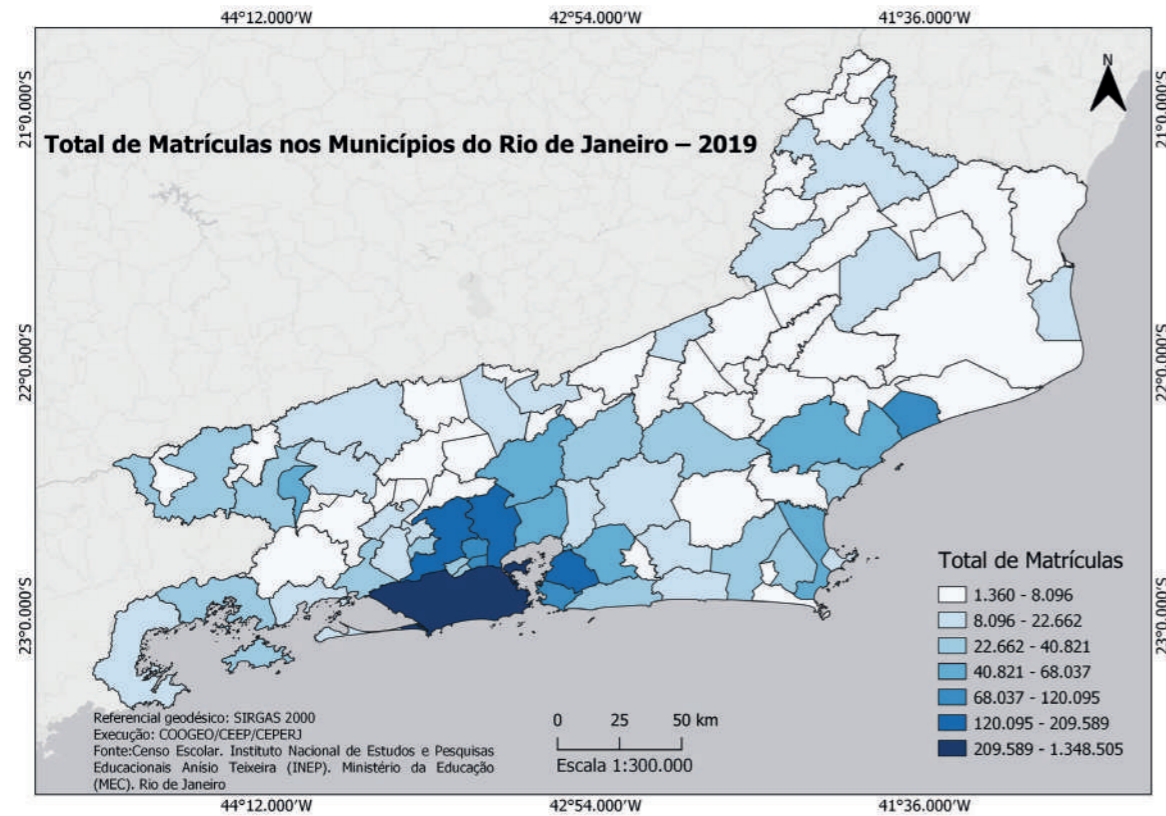 44°12.000′W 42°54.000′W 41°36.000′W
21°0.000′S 21°0.000′S
N
Total de Matrículas nos Municípios do Rio de Janeiro – 2019
22°0.000′S 22°0.000′S
Total de Matrículas
1.360 - 8.096
8.096 - 22.662
22.662 - 40.821
40.821 - 68.037
68.037 - 120.095
120.095 - 209.589
209.589 - 1.348.505
23°0.000′S 23°0.000′S
Referencial geodésico: SIRGAS 2000
Execução: COOGEO/CEEP/CEPERJ
Fonte:Censo Escolar. Instituto Nacional de Estudos e Pesquisas
Educacionais Anísio Teixeira (INEP). Ministério da Educação
(MEC). Rio de Janeiro
0 25 50 km
Escala 1:300.000
44°12.000′W 42°54.000′W 41°36.000′W